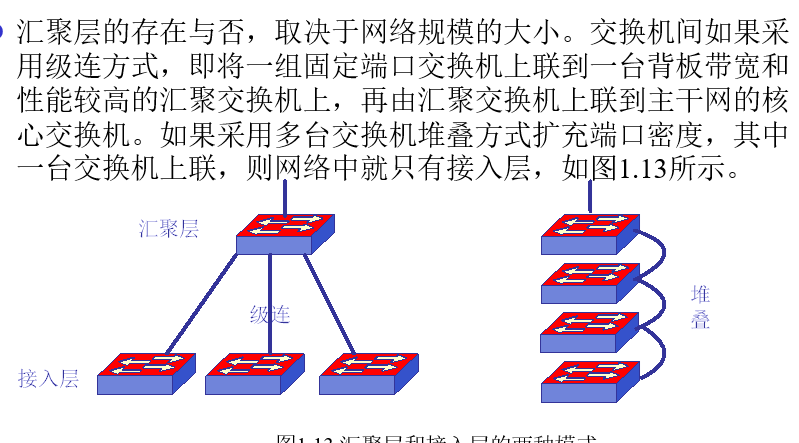 汇聚层的存在与否，取决于网络规模的大小。交换机间如果采
用级连方式，即将一组固定端口交换机上联到一台背板带宽和
性能较高的汇聚交换机上，再由汇聚交换机上联到主干网的核
心交换机。如果采用多台交换机堆叠方式扩充端口密度，其中
一台交换机上联，则网络中就只有接入层，如图1.13所示。
汇聚层
级连
堆
叠
接入层
图1.13 汇聚层和接入层的两种模式